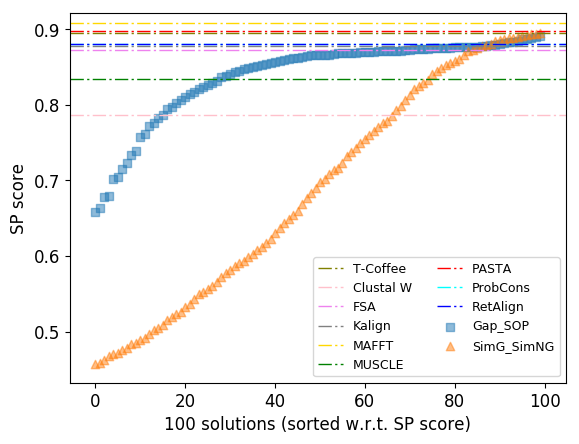 0.9
0.8
0.7
0.6
0.5
SP score
0
20
40
60
80
100
100 solutions (sorted w.r.t. SP score)
T-Coffee
Clustal W
FSA
Kalign
MAFFT
MUSCLE
PASTA
ProbCons
RetAlign
Gap_SOP
SimG_SimNG